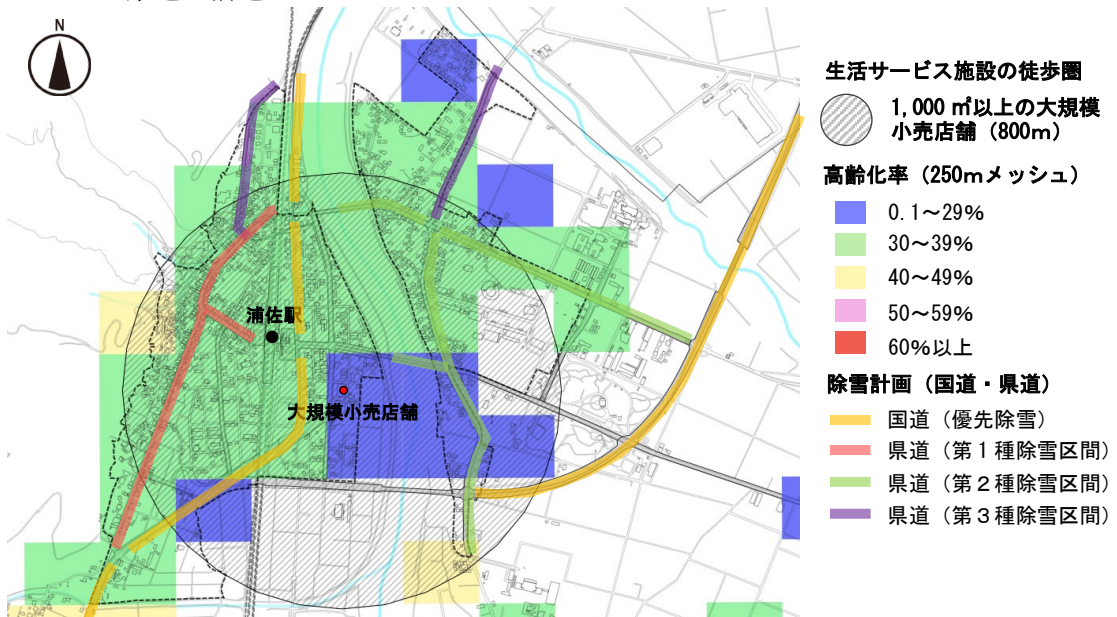 N
浦佐駅
大規模小売店舗
生活サービス施設の徒歩圏
1,000 ㎡以上の大規模
小売店舗（800m）
高齢化率（250mメッシュ）
0.1～29%
30～39%
40～49%
50～59%
60%以上
除雪計画（国道・県道）
国道（優先除雪）
県道（第１種除雪区間）
県道（第２種除雪区間）
県道（第３種除雪区間）